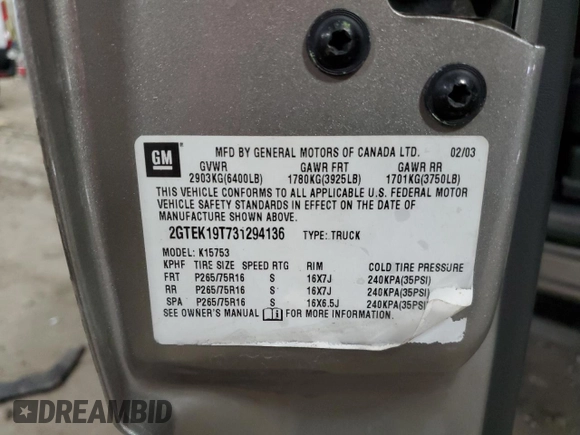 GM
MFD BY GENERAL MOTORS OF CANADA LTD. 02/03
GVWR GAWR FRT GAWR RR
2903KG(6400LB) 1780KG(3925LB) 1701KG(3750LB)
THIS VEHICLE CONFORMS TO ALL APPLICABLE U.S. FEDERAL MOTOR
VEHICLE SAFETY STANDARDS IN EFFECT ON THE DATE OF
MANUFACTURE SHOWN ABOVE.
2GTEK19T731294136 TYPE: TRUCK
MODEL: K15753
KPHF TIRE SIZE SPEED RTG RIM COLD TIRE PRESSURE
FRT P265/75R16 S 16X7J 240KPA(35PSI)
RR P265/75R16 S 16X7J 240KPA(35PSI)
SPA P265/75R16 S 16X6.5J 240KPA(35PSI)
SEE OWNER'S MANUAL FOR MORE INFORMATION
DREAMBID